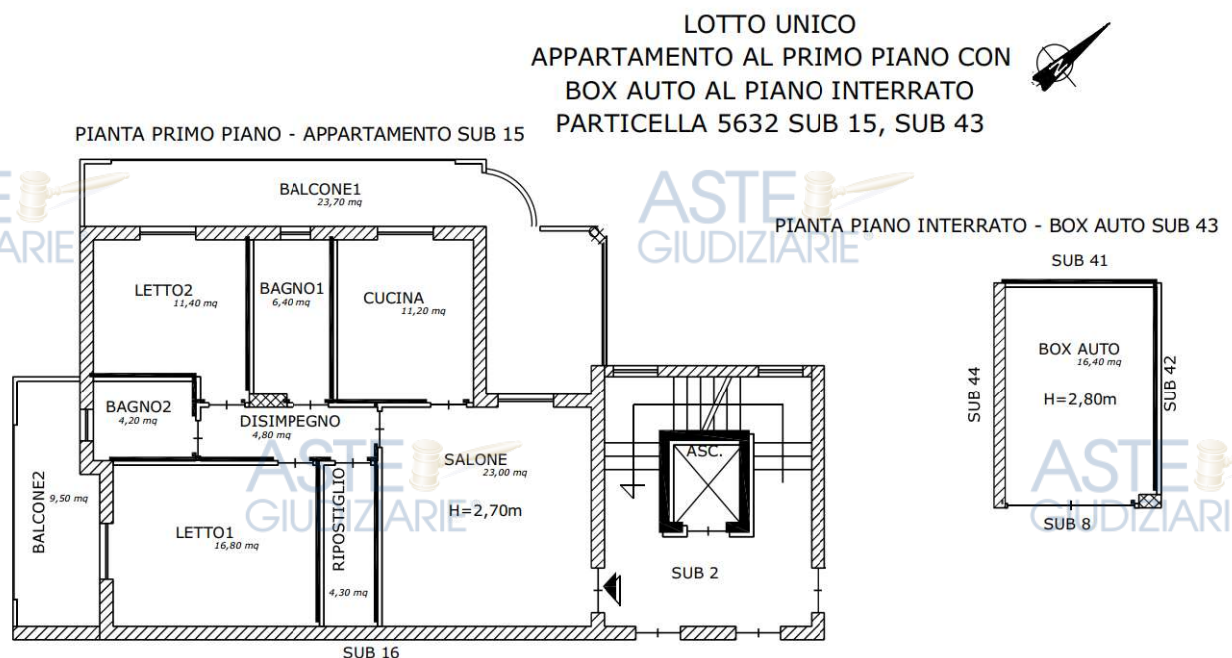 LOTTO UNICO
APPARTAMENTO AL PRIMO PIANO CON
BOX AUTO AL PIANO INTERRATO
PARTICELLA 5632 SUB 15, SUB 43
PIANTA PRIMO PIANO - APPARTAMENTO SUB 15
BALCONE1
23,70 mq
LETTO2
11,40 mq
BAGNO1
6,40 mq
CUCINA
11,20 mq
BAGNO2
4,20 mq
DISIMPEGNO
4,80 mq
SALONE
23,00 mq
H=2,70m
ASC.
BALCONE2
9,50 mq
LETTO1
16,80 mq
RIPOSTIGLIO
4,30 mq
SUB 2
SUB 16
PIANTA PIANO INTERRATO - BOX AUTO SUB 43
SUB 41
BOX AUTO
16,40 mq
H=2,80m
SUB 44
SUB 42
SUB 8
ASTE
GIUDIZIARIE®
ASTE
GIUDIZIARIE®
ASTE
GIUDIZIARIE
E
ZIARIE